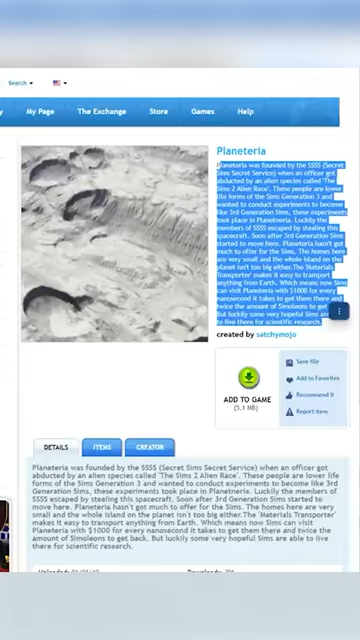 Search
My Page The Exchange Store Games Help
Planeteria
Planeteria was founded by the SSSS (Secret
Sims Secret Service) when an officer got
abducted by an alien species called 'The
Sims 2 Alien Race'. These people are lower
life forms of the Sims Generation 3 and
wanted to conduct experiments to become
like 3rd Generation Sims, these experiments
took place in Planetneria. Luckily the
members of SSSS escaped by stealing this
spacecraft. Soon after 3rd Generation Sims
started to move here. Planeteria hasn't got
much to offer for the Sims. The homes here
are very small and the whole island on the
planet isn't too big either.The 'Materials
Transporter' makes it easy to transport
anything from Earth. Which means now Sims
can visit Planeteria with $1000 for every
nanosecond it takes to get them there and
twice the amount of Simoleons to get
But luckily some very hopeful Sims are
to live there for scientific research.
created by satchymojo
ADD TO GAME
(5.1 MB)
Save file
Add to Favorites
Recommend it
Report item
DETAILS ITEMS CREATOR
Planeteria was founded by the SSSS (Secret Sims Secret Service) when an officer got
abducted by an alien species called 'The Sims 2 Alien Race'. These people are lower life
forms of the Sims Generation 3 and wanted to conduct experiments to become like 3rd
Generation Sims, these experiments took place in Planetneria. Luckily the members of
SSSS escaped by stealing this spacecraft. Soon after 3rd Generation Sims started to move
here. Planeteria hasn't got much to offer for the Sims. The homes here are very
small and the whole island on the planet isn't too big either.The 'Materials Transporter'
makes it easy to transport anything from Earth. Which means now Sims can visit
Planeteria with $1000 for every nanosecond it takes to get them there and twice the
amount of Simoleons to get back. But luckily some very hopeful Sims are able to live
there for scientific research.